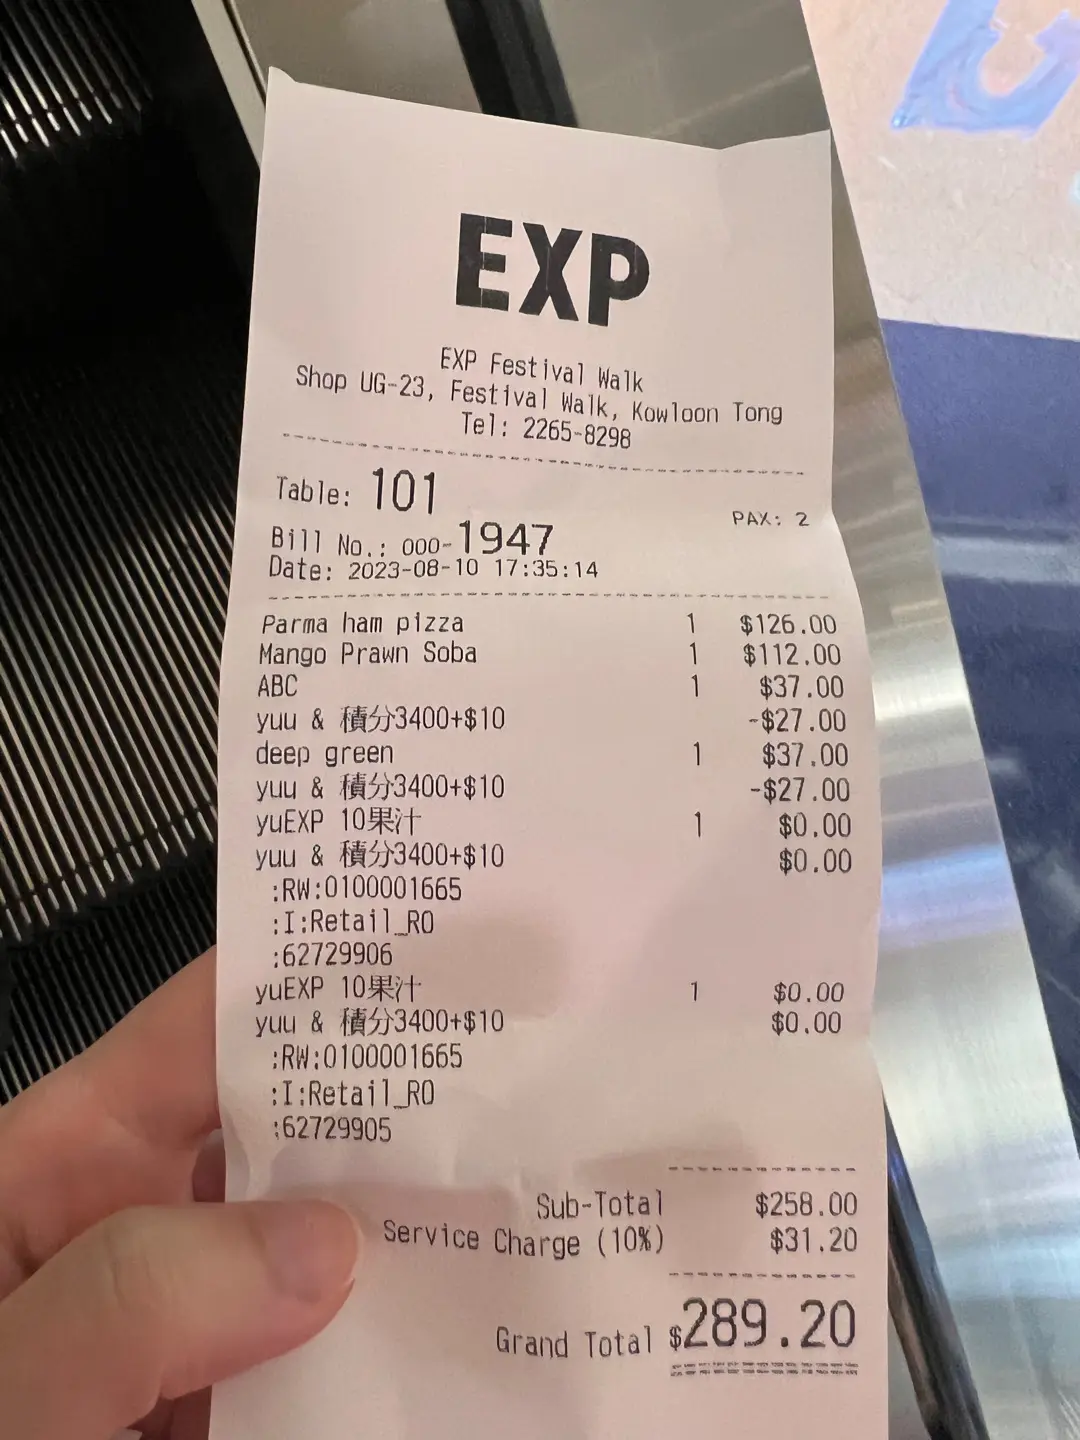 EXP
EXP Festival Walk
Shop UG-23, Festival Walk, Kowloon Tong
Tel: 2265-8298
Table: 101 PAX: 2
Bill No.: 000-1947
Date: 2023-08-10 17:35:14
Parma ham pizza 1 $126.00
Mango Prawn Soba 1 $112.00
ABC 1 $37.00
yuu & 積分3400+$10 -$27.00
deep green 1 $37.00
yuu & 積分3400+$10 -$27.00
yuEXP 10果汁 1 $0.00
yuu & 積分3400+$10 $0.00
:RW:0100001665
:I:Retail_RO
:62729906
yuEXP 10果汁 1 $0.00
yuu & 積分3400+$10 $0.00
:RW:0100001665
:I:Retail_RO
:62729905
Sub-Total $258.00
Service Charge (10%) $31.20
Grand Total $289.20